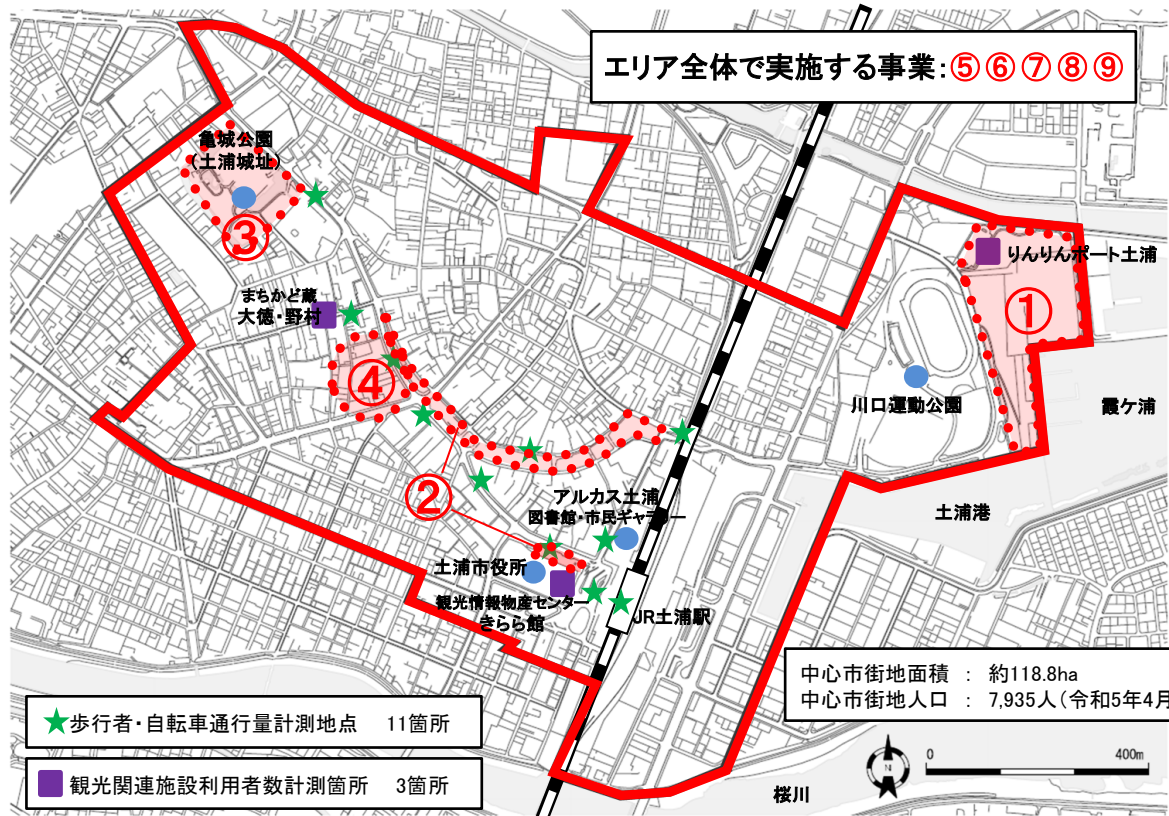 エリア全体で実施する事業:⑤⑥⑦⑧⑨
亀城公園
(土浦城址)
③
りんりんポート土浦
①
まちかど蔵
大徳・野村
④
川口運動公園
霞ケ浦
②
アルカス土浦
図書館・市民ギャラリー
土浦港
土浦市役所
観光情報物産センター
きらら館
JR土浦駅
中心市街地面積 : 約118.8ha
中心市街地人口 : 7,935人(令和5年4月
★歩行者・自転車通行量計測地点 11箇所
観光関連施設利用者数計測箇所 3箇所
N
0 400m
桜川